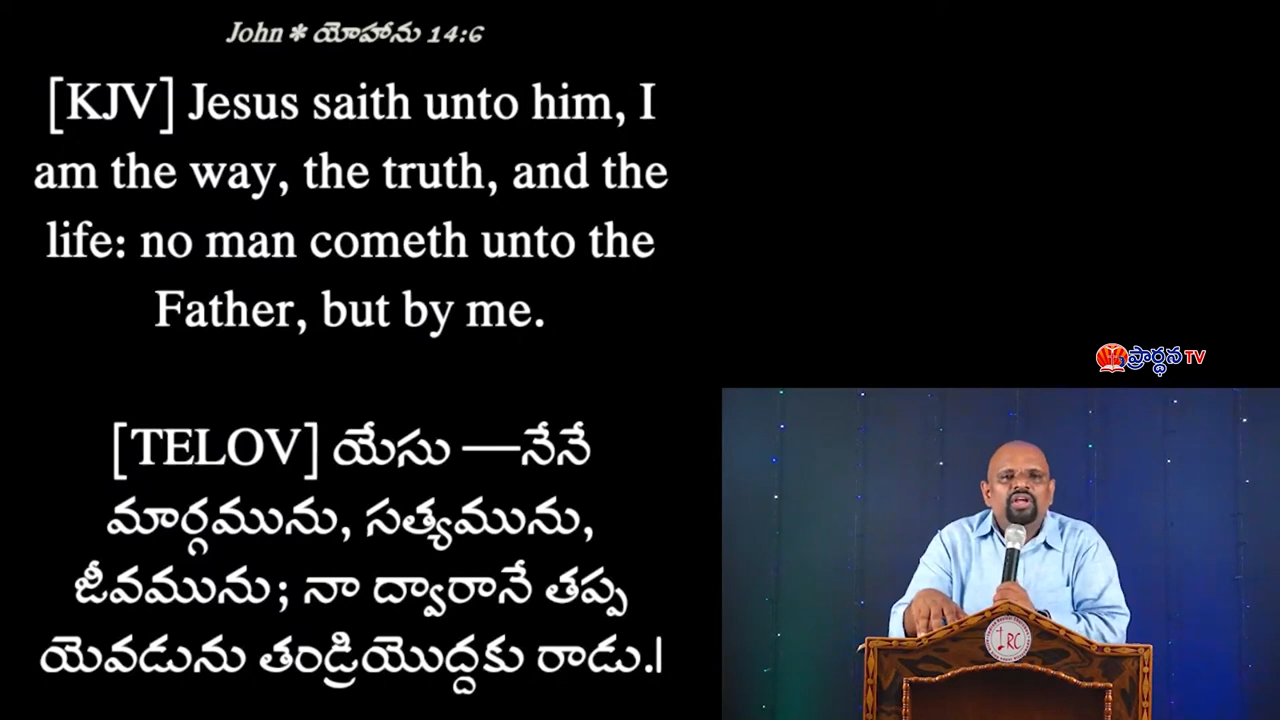 John * యోహాను 14:6
[KJV] Jesus saith unto him, I
am the way, the truth, and the
life: no man cometh unto the
Father, but by me.
[TELOV] యేసు —నేనే
మార్గమును, సత్యమును,
జీవమును; నా ద్వారానే తప్ప
యెవడును తండ్రియొద్దకు రాడు.|
ప్రార్థన TV
IRC